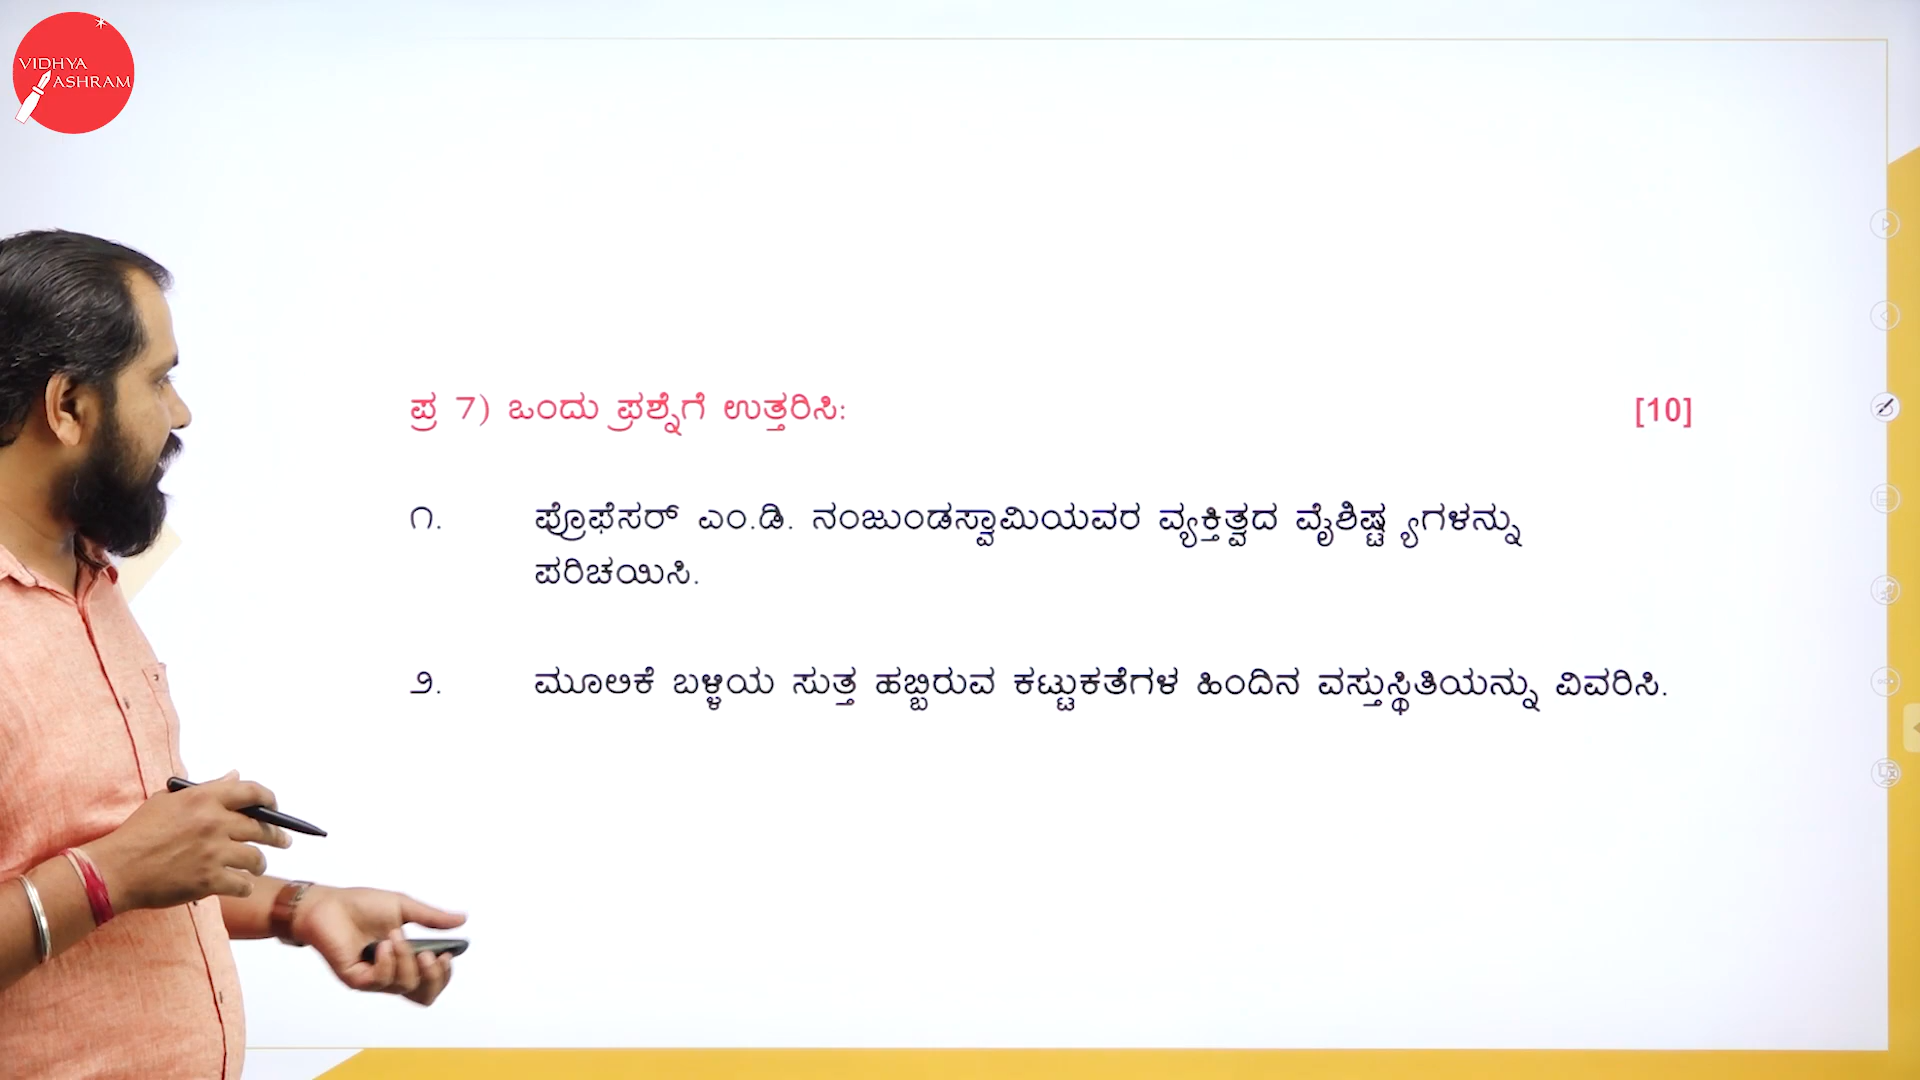 VIDHYA
ASHRAM
ಪ್ರ 7) ಒಂದು ಪ್ರಶ್ನೆಗೆ ಉತ್ತರಿಸಿ: [10]
೧. ಪ್ರೊಫೆಸರ್ ಎಂ.ಡಿ. ನಂಜುಂಡಸ್ವಾಮಿಯವರ ವ್ಯಕ್ತಿತ್ವದ ವೈಶಿಷ್ಟ್ಯಗಳನ್ನು
ಪರಿಚಯಿಸಿ.
೨. ಮೂಲಿಕೆ ಬಳ್ಳಿಯ ಸುತ್ತ ಹಬ್ಬಿರುವ ಕಟ್ಟುಕತೆಗಳ ಹಿಂದಿನ ವಸ್ತುಸ್ಥಿತಿಯನ್ನು ವಿವರಿಸಿ.